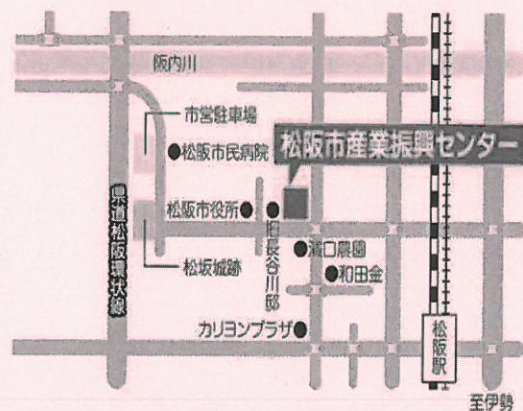 阪内川
市営駐車場
松阪市民病院
松阪市産業振興センター
県道松阪環状線
松阪市役所
旧長谷川邸
濱口農園
松坂城跡
和田金
カリヨンプラザ
松阪駅
至伊勢